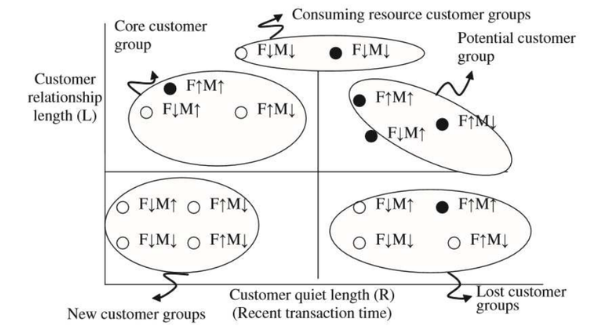 Consuming resource customer groups
Core customer
group
F↓M↓
F↓M↓
Potential customer
group
Customer
relationship
length (L)
F↑M↑
F↓M↑
F↑M↓
F↑M↑
F↑M↓
F↓M↑
F↓M↑
F↑M↓
F↓M↓
F↑M↓
F↓M↑
F↑M↑
F↓M↓
F↑M↓
New customer groups
Customer quiet length (R)
(Recent transaction time)
Lost customer
groups